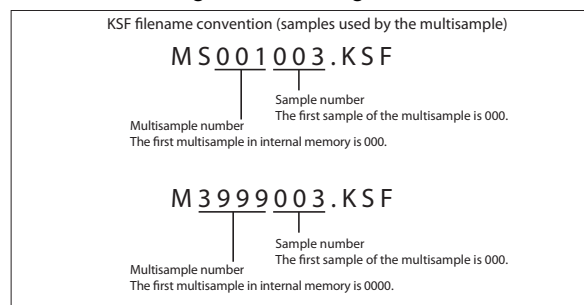 KSF filename convention (samples used by the multisample)
MS001003.KSF
Sample number
The first sample of the multisample is 000.
Multisample number
The first multisample in internal memory is 000.
M3999003.KSF
Sample number
The first sample of the multisample is 000.
Multisample number
The first multisample in internal memory is 0000.